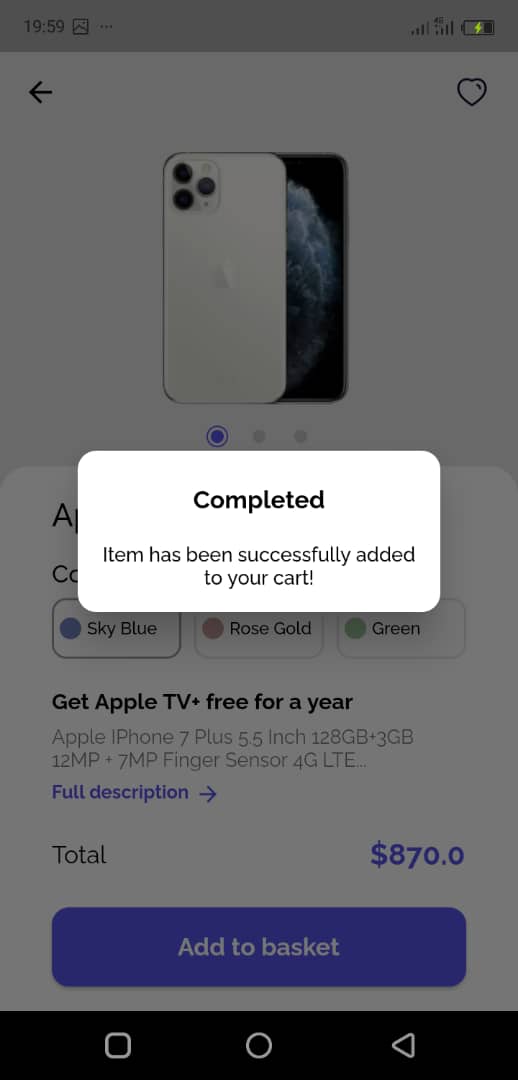 19:59
4G
Completed
Item has been successfully added
to your cart!
Sky Blue
Rose Gold
Green
Get Apple TV+ free for a year
Apple IPhone 7 Plus 5.5 Inch 128GB+3GB
12MP + 7MP Finger Sensor 4G LTE...
Full description →
Total
$870.0
Add to basket